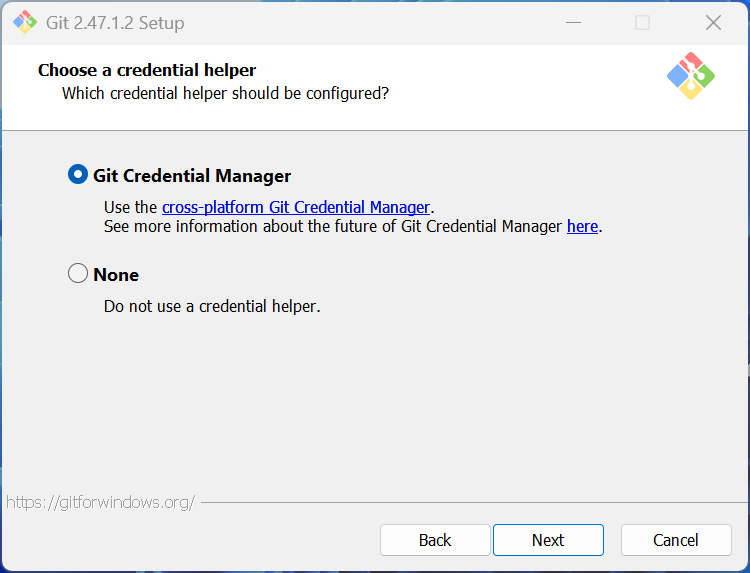 Git 2.47.1.2 Setup
Choose a credential helper
Which credential helper should be configured?
Git Credential Manager
Use the cross-platform Git Credential Manager.
See more information about the future of Git Credential Manager here.
None
Do not use a credential helper.
https://gitforwindows.org/
Back Next Cancel